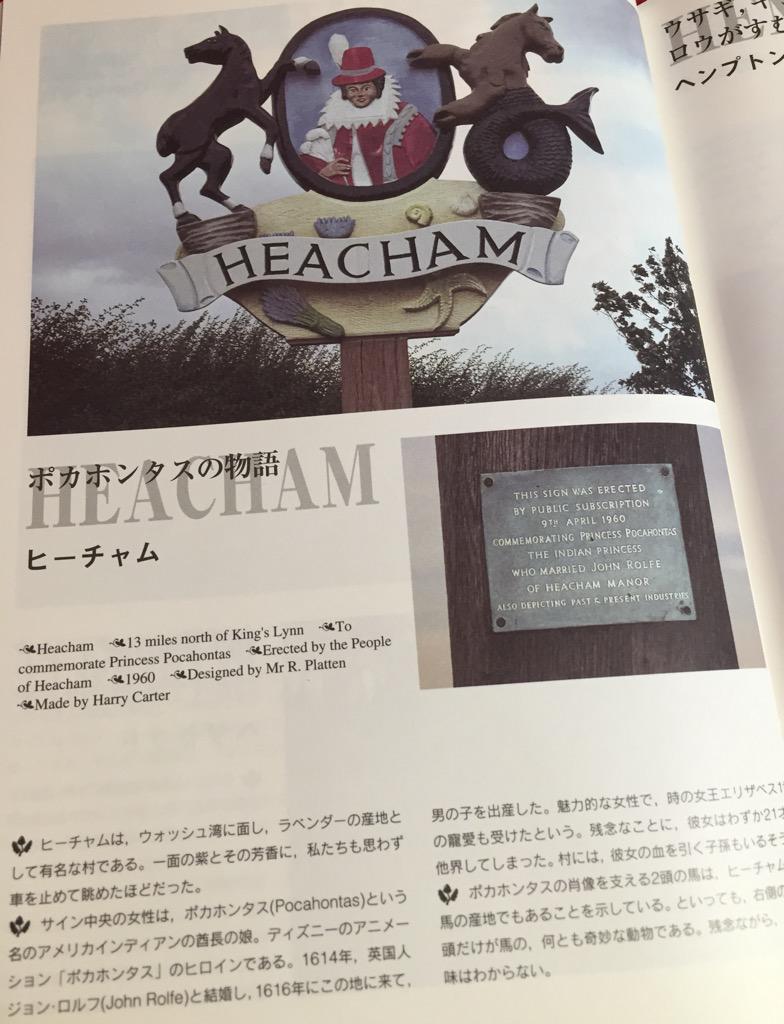 HEACHAM
ポカホンタスの物語
HEACHAM
ヒーチャム
THIS SIGN WAS ERECTED
BY PUBLIC SUBSCRIPTION
9TH APRIL 1960
COMMEMORATING PRINCESS POCAHONTAS
THE INDIAN PRINCESS
WHO MARRIED JOHN ROLFE
OF HEACHAM MANOR
ALSO DEPICTING PAST & PRESENT INDUSTRIES
Heacham 13 miles north of King's Lynn To
commemorate Princess Pocahontas Erected by the People
of Heacham 1960 Designed by Mr R. Platten
Made by Harry Carter
ヒーチャムは，ウォッシュ湾に面し，ラベンダーの産地と
して有名な村である。一面の紫とその芳香に，私たちも思わず
車を止めて眺めたほどだった。
サイン中央の女性は，ポカホンタス(Pocahontas)という
名のアメリカインディアンの酋長の娘。ディズニーのアニメー
ション「ポカホンタス」のヒロインである。1614年，英国人
ジョン・ロルフ(John Rolfe)と結婚し，1616年にこの地に来て，
男の子を出産した。魅力的な女性で，時の女王エリザベス1
の寵愛も受けたという。残念なことに，彼女はわずか21才
他界してしまった。村には，彼女の血を引く子孫もいるそ
ポカホンタスの肖像を支える2頭の馬は，ヒーチャム
馬の産地でもあることを示している。といっても，右側の
頭だけが馬の，何とも奇妙な動物である。残念ながら，
味はわからない。
ウサギ，
ロウがす
ヘンプトン